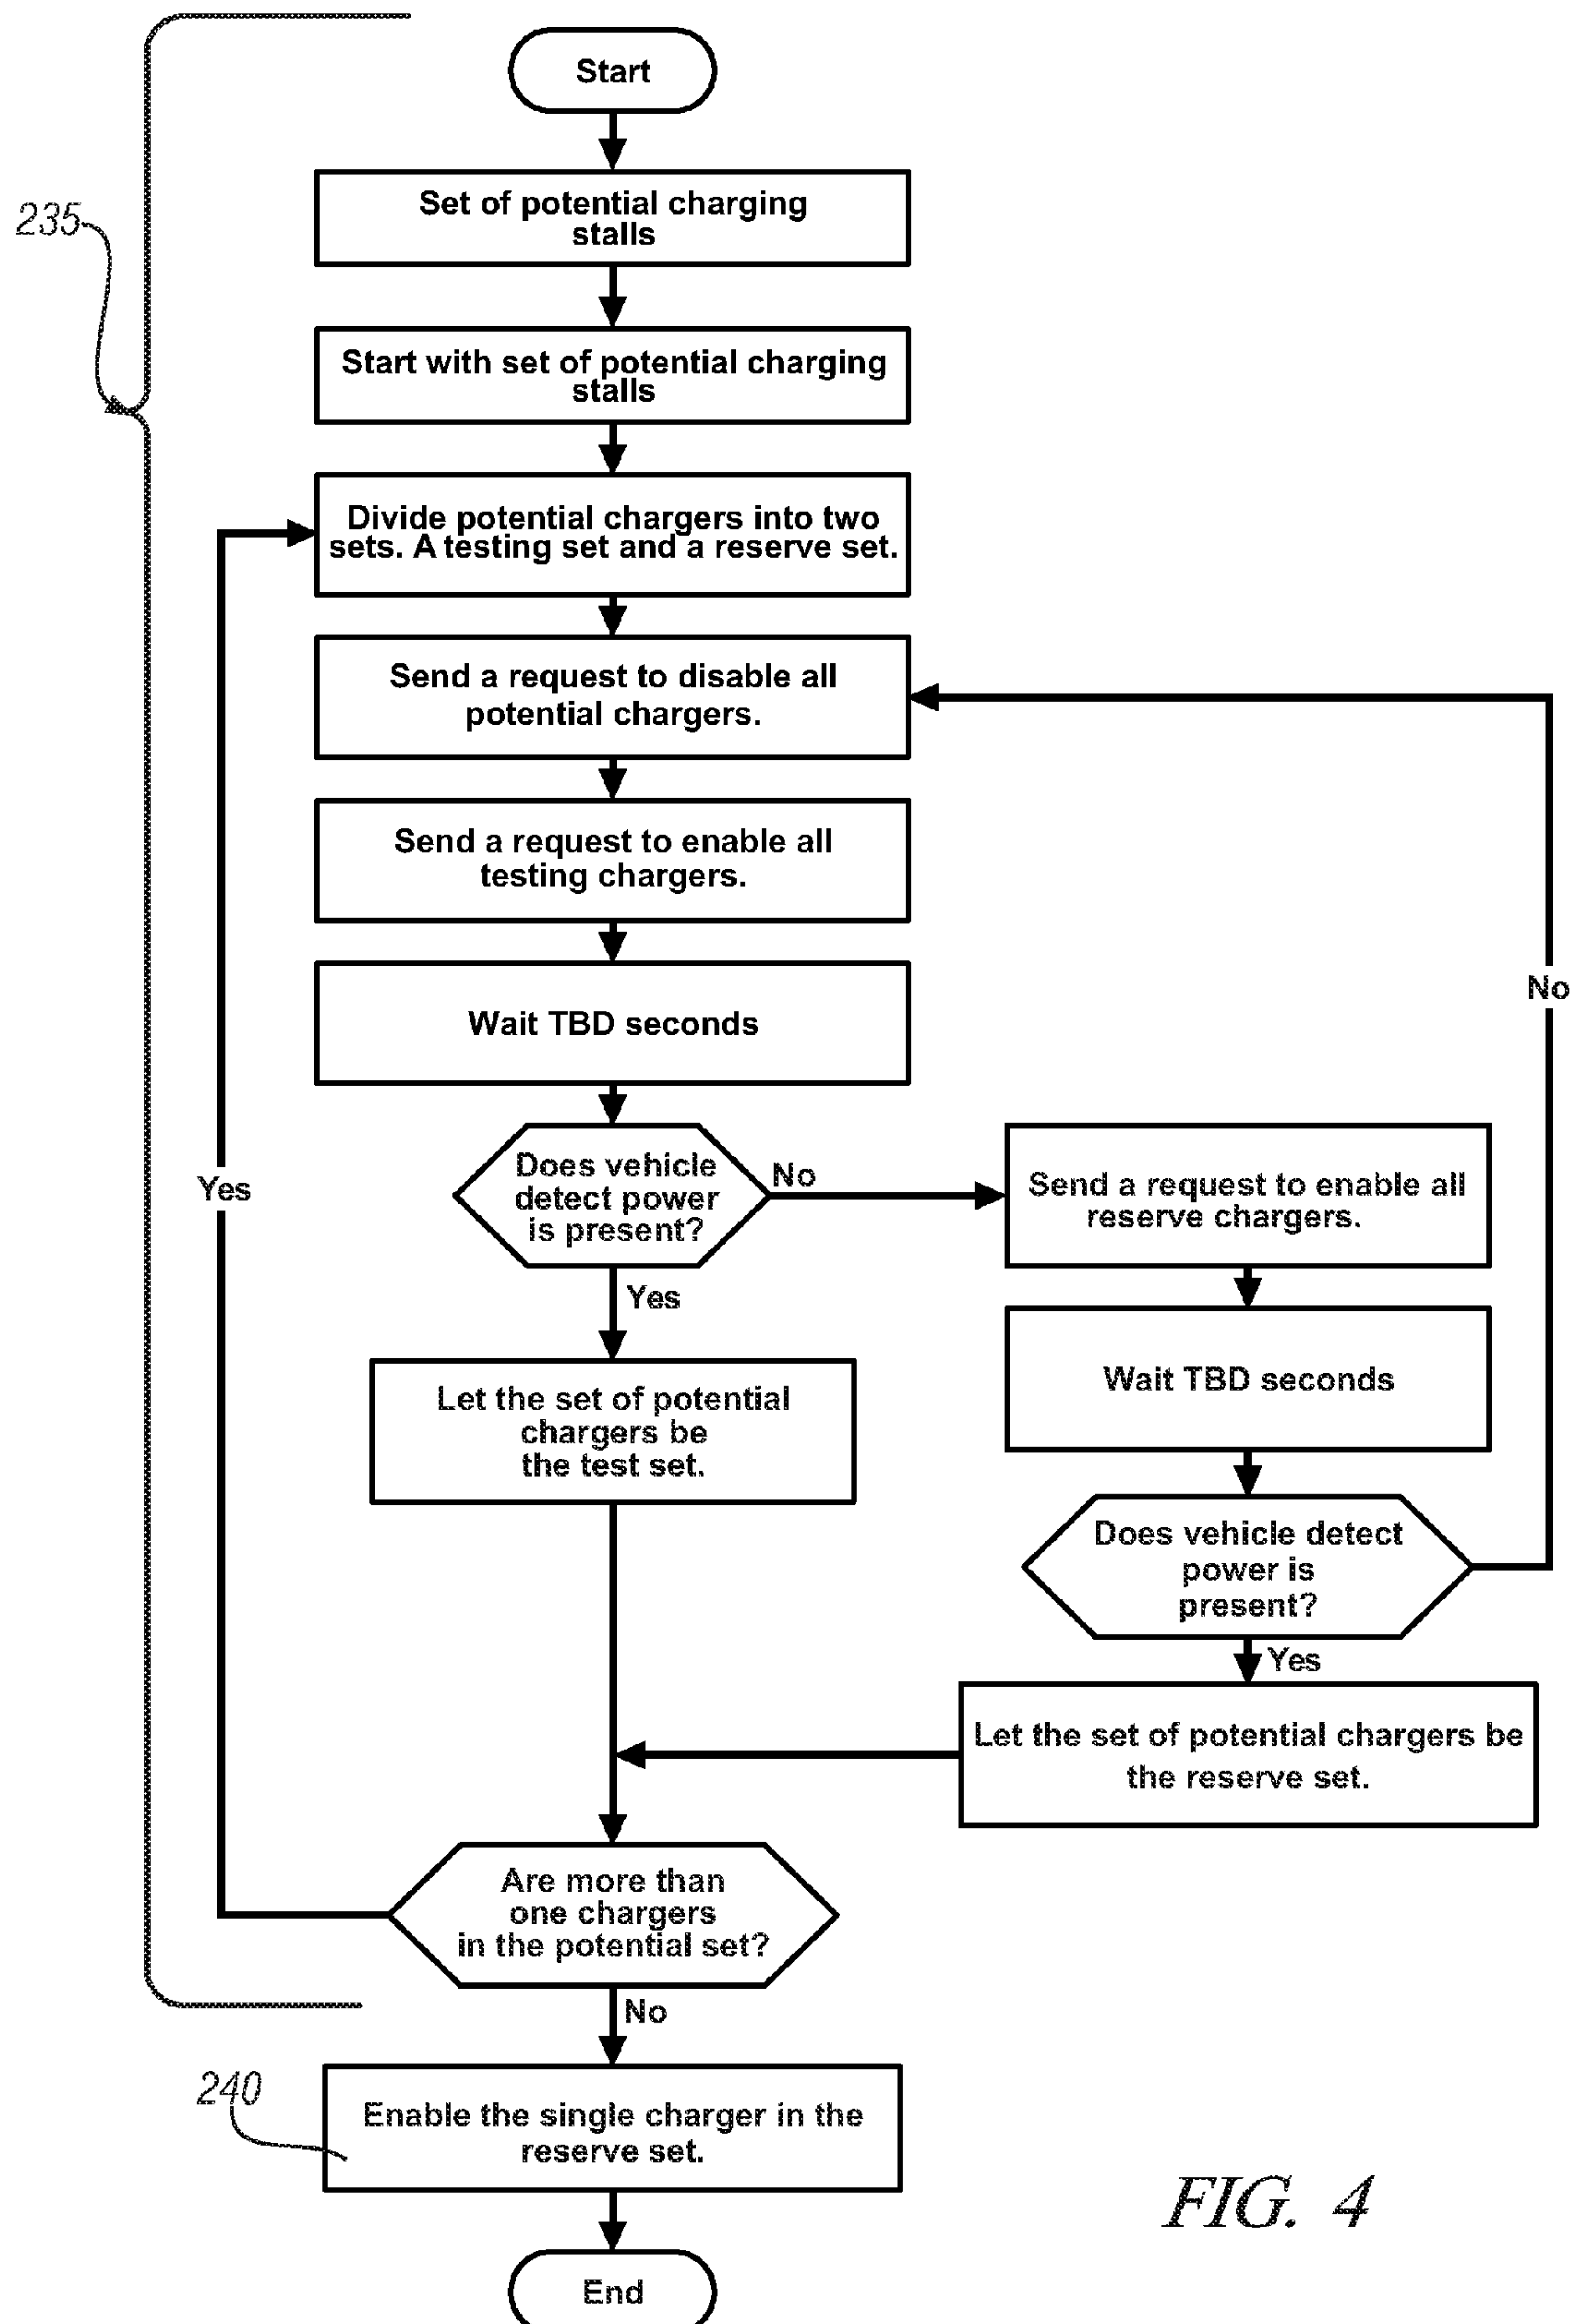 Start
235
Set of potential charging
stalls
Start with set of potential charging
stalls
Divide potential chargers into two
sets. A testing set and a reserve set.
Send a request to disable all
potential chargers.
Send a request to enable all
testing chargers.
Wait TBD seconds
No
Yes
Does vehicle
detect power
is present?
No
Send a request to enable all
reserve chargers.
Yes
Wait TBD seconds
Let the set of potential
chargers be
the test set.
Does vehicle detect
power is
present?
Yes
Let the set of potential chargers be
the reserve set.
Are more than
one chargers
in the potential set?
No
240
Enable the single charger in the
reserve set.
FIG. 4
End